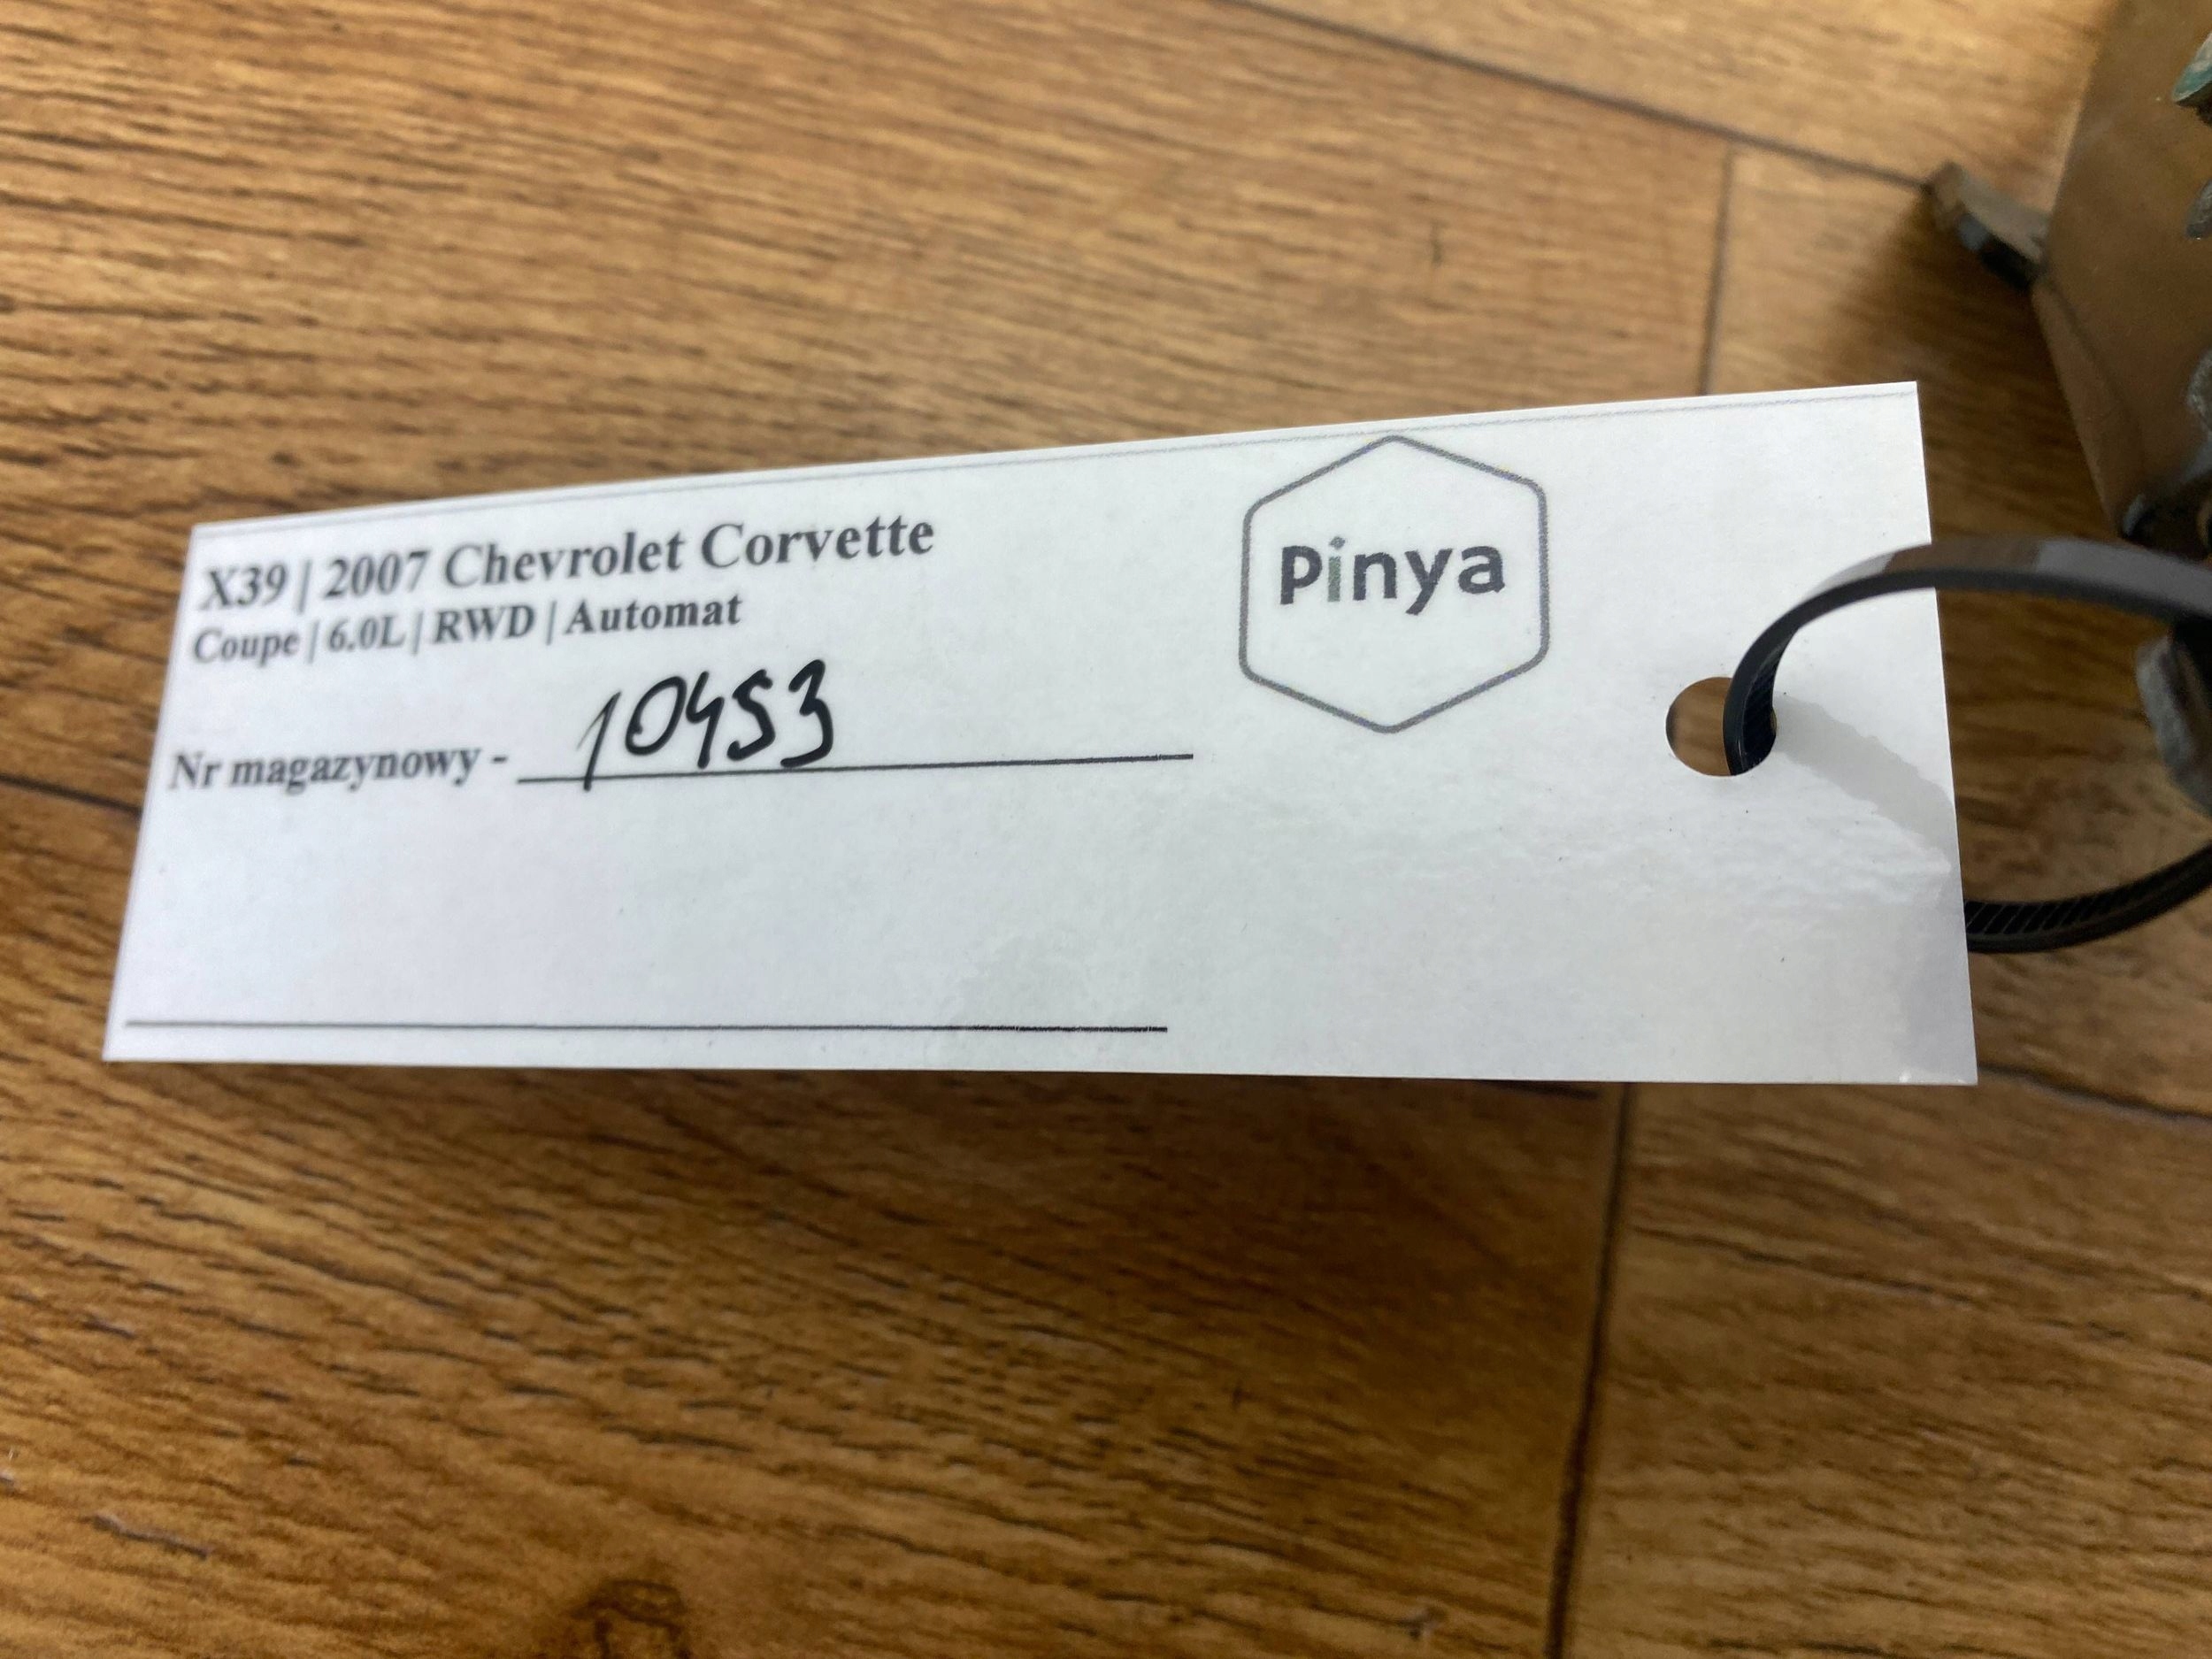 X39 | 2007 Chevrolet Corvette
Coupe | 6.0L | RWD | Automat
Nr magazynowy - 10453
Pinya